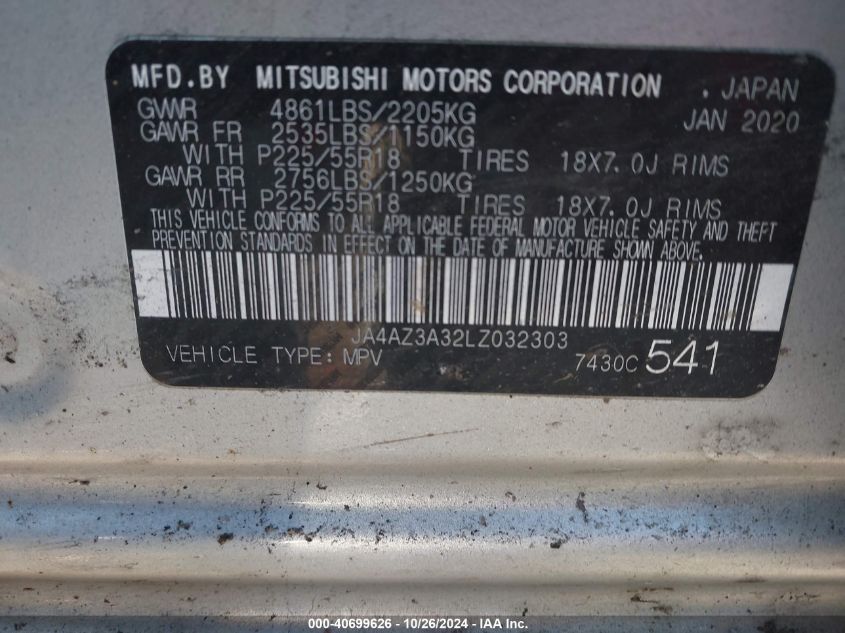 MFD.BY MITSUBISHI MOTORS CORPORATION . JAPAN
GVWR 4861LBS/2205KG JAN 2020
GAWR FR 2535LBS/1150KG
WITH P225/55R18 TIRES 18X7.0J RIMS
GAWR RR 2756LBS/1250KG
WITH P225/55R18 TIRES 18X7.0J RIMS
THIS VEHICLE CONFORMS TO ALL APPLICABLE FEDERAL MOTOR VEHICLE SAFETY AND THEFT
PREVENTION STANDARDS IN EFFECT ON THE DATE OF MANUFACTURE SHOWN ABOVE.
JA4AZ3A32LZ032303
VEHICLE TYPE: MPV 7430C 541
000-40699626 - 10/26/2024 - IAA Inc.